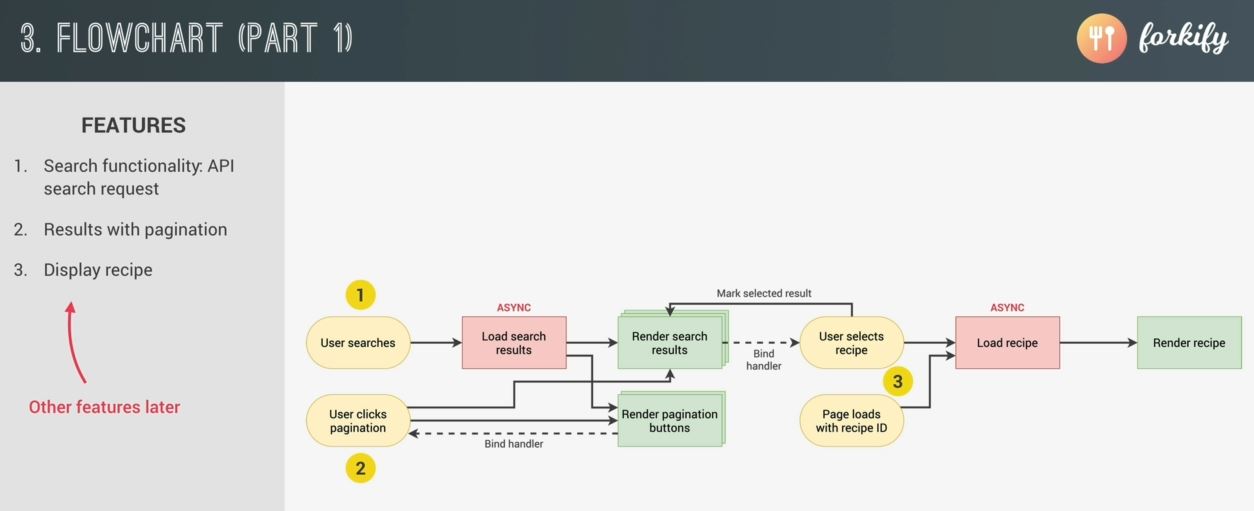 3. FLOWCHART (PART 1)
forkify
FEATURES
1. Search functionality: API
search request
2. Results with pagination
3. Display recipe
Other features later
1
User searches
ASYNC
Load search
results
Render search
results
Mark selected result
Bind
handler
User selects
recipe
ASYNC
Load recipe
Render recipe
3
User clicks
pagination
Bind handler
Render pagination
buttons
Page loads
with recipe ID
2